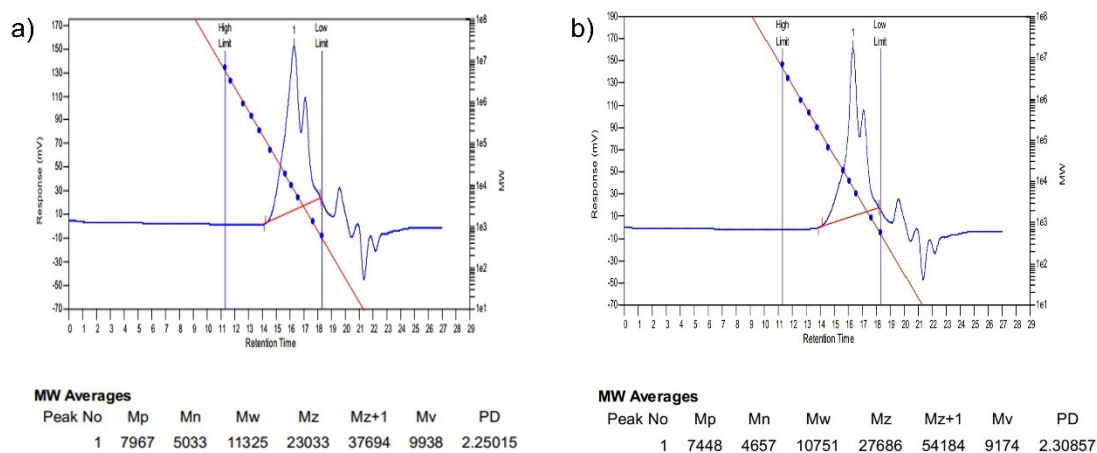 a)
High
Limit
1
Low
Limit
170
150
130
110
90
70
50
30
10
-10
-30
-50
-70
Response (mV)
1e8
1e7
1e6
1e5
1e4
1e3
1e2
1e1
MW
0 1 2 3 4 5 6 7 8 9 10 11 12 13 14 15 16 17 18 19 20 21 22 23 24 25 26 27 28 29
Retention Time
MW Averages
Peak No Mp Mn Mw Mz Mz+1 Mv PD
1 7967 5033 11325 23033 37694 9938 2.25015
b)
High
Limit
1
Low
Limit
190
170
150
130
110
90
70
50
30
10
-10
-30
-50
-70
Response (mV)
1e8
1e7
1e6
1e5
1e4
1e3
1e2
1e1
MW
0 1 2 3 4 5 6 7 8 9 10 11 12 13 14 15 16 17 18 19 20 21 22 23 24 25 26 27 28 29
Retention Time
MW Averages
Peak No Mp Mn Mw Mz Mz+1 Mv PD
1 7448 4657 10751 27686 54184 9174 2.30857